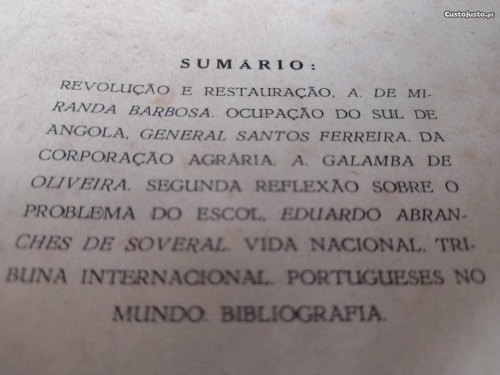 CustoJusto.pt
SUMÁRIO:
REVOLUÇÃO E RESTAURAÇÃO, A. DE MI-
RANDA BARBOSA. OCUPAÇÃO DO SUL DE
ANGOLA, GENERAL SANTOS FERREIRA. DA
CORPORAÇÃO AGRÁRIA. A. GALAMBA DE
OLIVEIRA. SEGUNDA REFLEXÃO SOBRE O
PROBLEMA DO ESCOL, EDUARDO ABRAN-
CHES DE SOVERAL. VIDA NACIONAL. TRI-
BUNA INTERNACIONAL. PORTUGUESES NO
MUNDO. BIBLIOGRAFIA.